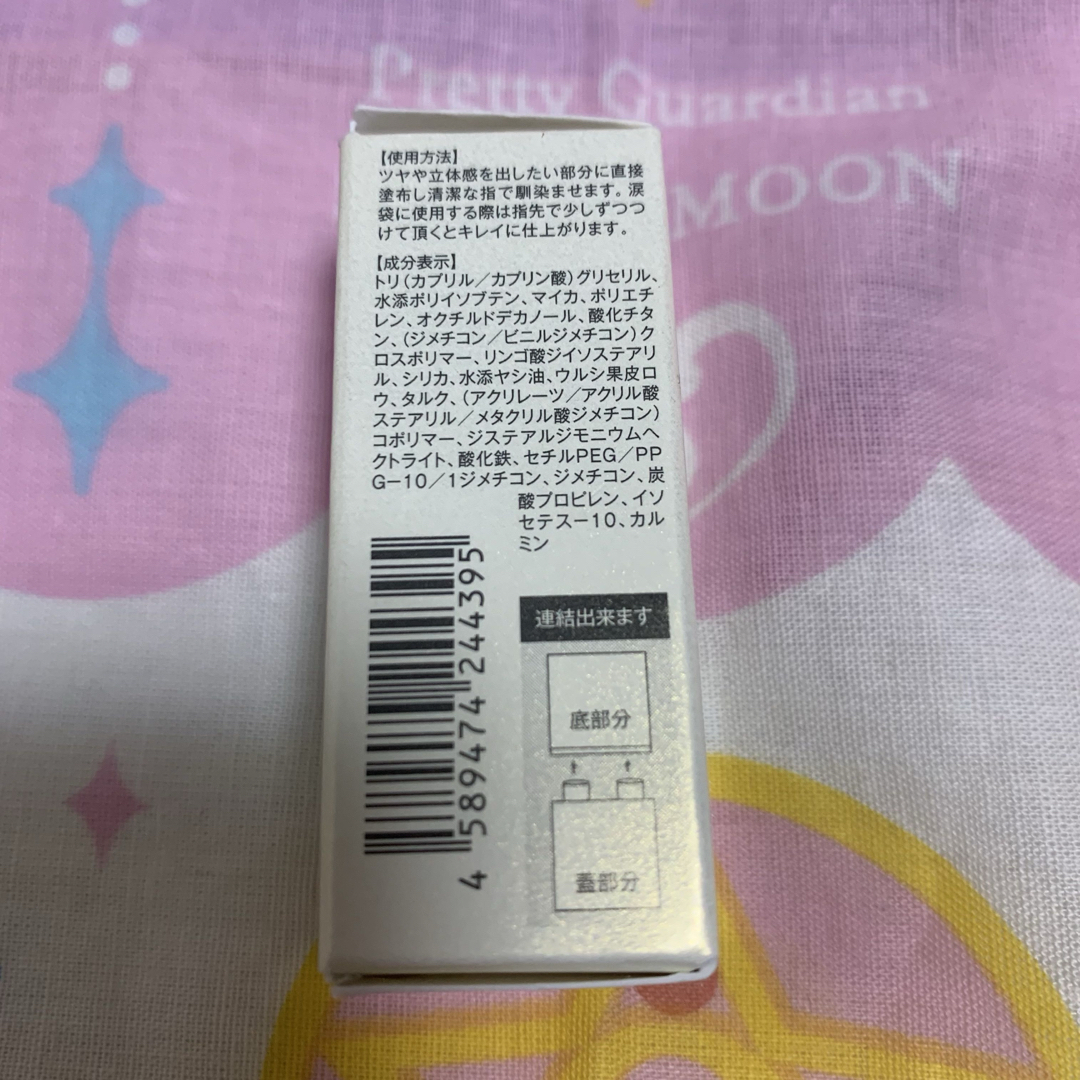 Pretty Guardian
MOON
【使用方法】
ツヤや立体感を出したい部分に直接
塗布し清潔な指で馴染ませます。涙
袋に使用する際は指先で少しずつつ
けて頂くとキレイに仕上がります。
【成分表示】
トリ(カプリル/カプリン酸)グリセリル、
水添ポリイソブテン、マイカ、ポリエチ
レン、オクチルドデカノール、酸化チタ
ン、(ジメチコン/ビニルジメチコン)ク
ロスポリマー、リンゴ酸ジイソステアリ
ル、シリカ、水添ヤシ油、ウルシ果皮ロ
ウ、タルク、(アクリレーツ/アクリル酸
ステアリル/メタクリル酸ジメチコン)
コポリマー、ジステアルジモニウムヘ
クトライト、酸化鉄、セチルPEG/PP
G-10/1ジメチコン、ジメチコン、炭
酸プロピレン、イソ
セテス-10、カル
ミン
4 589474 244395
連結出来ます
底部分
蓋部分